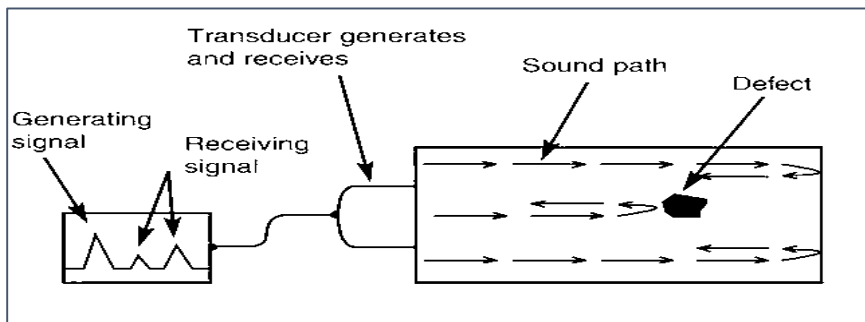 Transducer generates
and receives
Sound path
Defect
Generating
signal
Receiving
signal